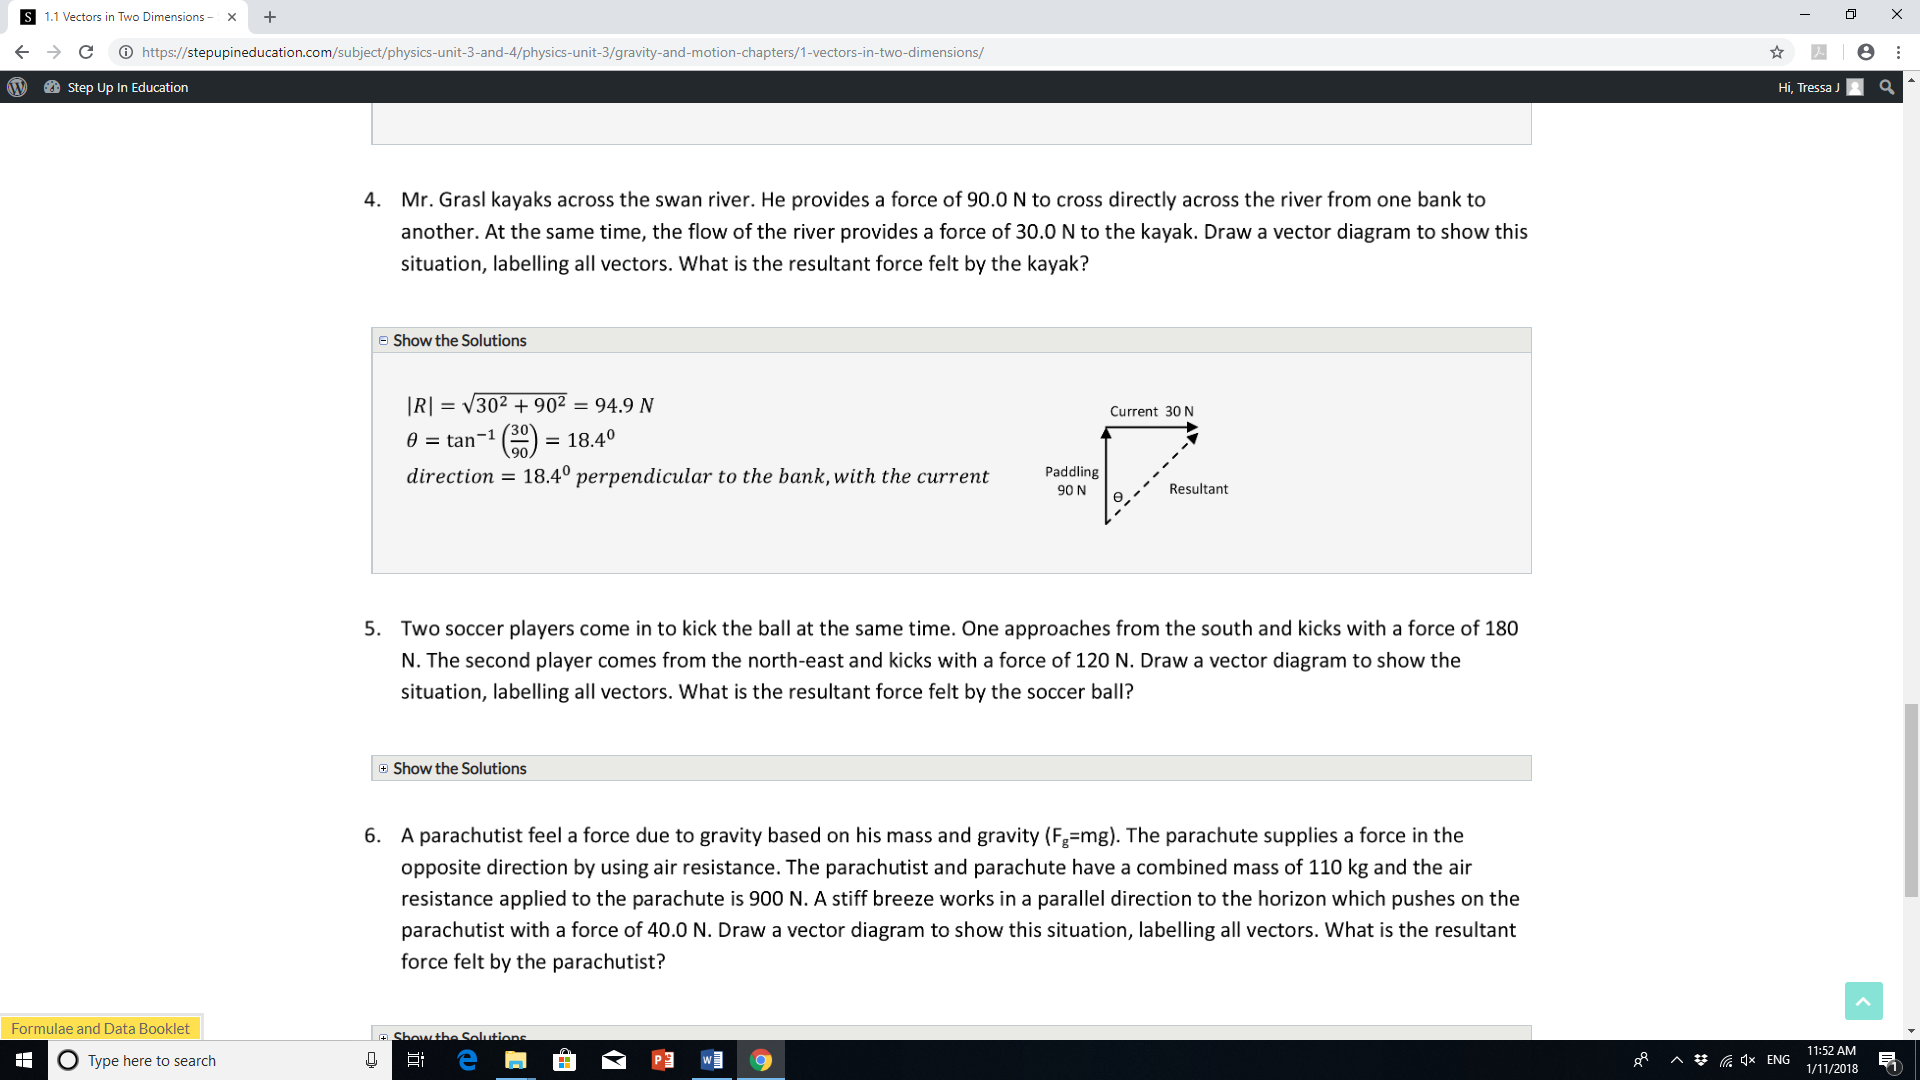 S 1.1 Vectors in Two Dimensions –
https://stepupineducation.com/subject/physics-unit-3-and-4/physics-unit-3/gravity-and-motion-chapters/1-vectors-in-two-dimensions/
Step Up In Education
Hi, Tressa J
4. Mr. Grasl kayaks across the swan river. He provides a force of 90.0 N to cross directly across the river from one bank to
another. At the same time, the flow of the river provides a force of 30.0 N to the kayak. Draw a vector diagram to show this
situation, labelling all vectors. What is the resultant force felt by the kayak?
Show the Solutions
|R| = √30² + 90² = 94.9 N
θ = tan⁻¹ (30/90) = 18.4⁰
direction = 18.4⁰ perpendicular to the bank, with the current
Current 30 N
Paddling
90 N
Θ
Resultant
5. Two soccer players come in to kick the ball at the same time. One approaches from the south and kicks with a force of 180
N. The second player comes from the north-east and kicks with a force of 120 N. Draw a vector diagram to show the
situation, labelling all vectors. What is the resultant force felt by the soccer ball?
Show the Solutions
6. A parachutist feel a force due to gravity based on his mass and gravity (Fg=mg). The parachute supplies a force in the
opposite direction by using air resistance. The parachutist and parachute have a combined mass of 110 kg and the air
resistance applied to the parachute is 900 N. A stiff breeze works in a parallel direction to the horizon which pushes on the
parachutist with a force of 40.0 N. Draw a vector diagram to show this situation, labelling all vectors. What is the resultant
force felt by the parachutist?
Show the Solutions
Formulae and Data Booklet
Type here to search
ENG
11:52 AM
1/11/2018
1